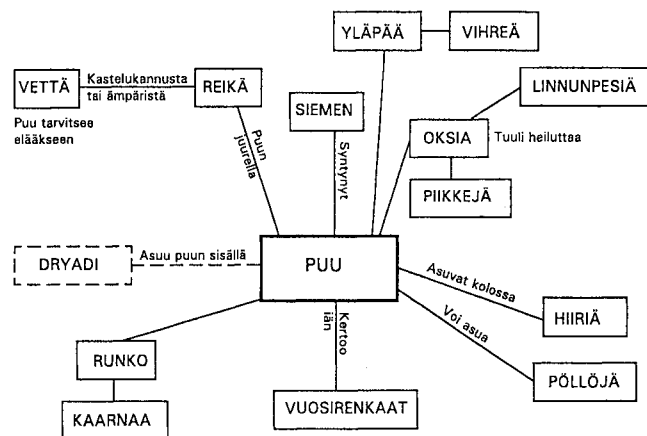 YLÄPÄÄ
VIHREÄ
VETTÄ
Kastelukannusta
tai ämpäristä
REIKÄ
Puu tarvitsee
elääkseen
SIEMEN
LINNUNPESIÄ
OKSIA
Tuuli heiluttaa
PIIKKEJÄ
Puun
juurella
Syntynyt
DRYADI
Asuu puun sisällä
PUU
Asuvat kolossa
HIIRIÄ
Voi asua
PÖLLÖJÄ
Kertoo
iän
RUNKO
KAARNAA
VUOSIRENKAAT